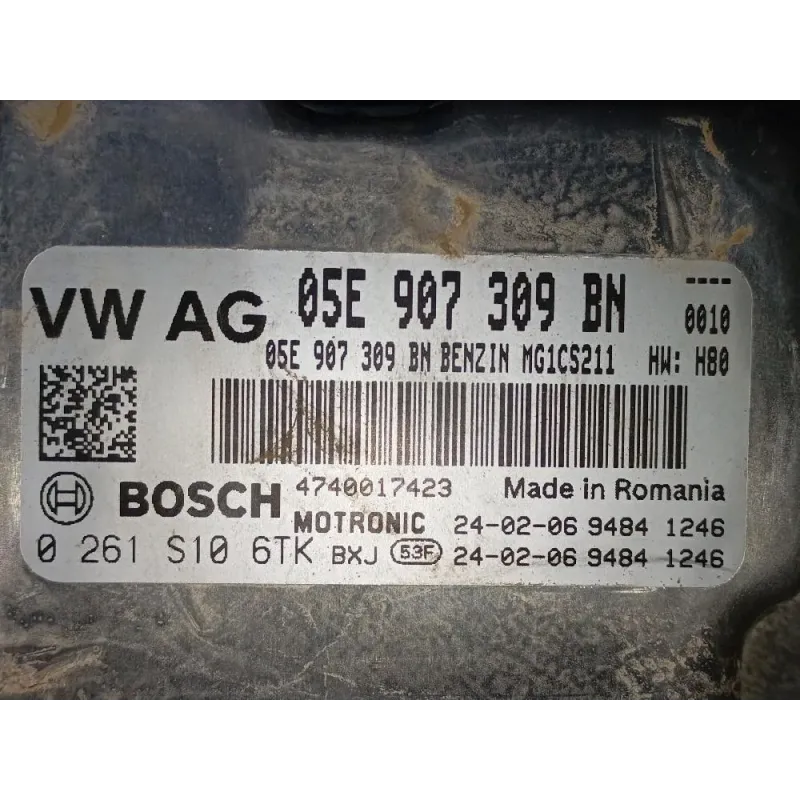 VW AG 05E 907 309 BN ----
0010
05E 907 309 BN BENZIN MG1CS211 HW: H80
BOSCH 4740017423 Made in Romania
MOTRONIC 24-02-06 9484 1246
0 261 S10 6TK BXJ 53F 24-02-06 9484 1246